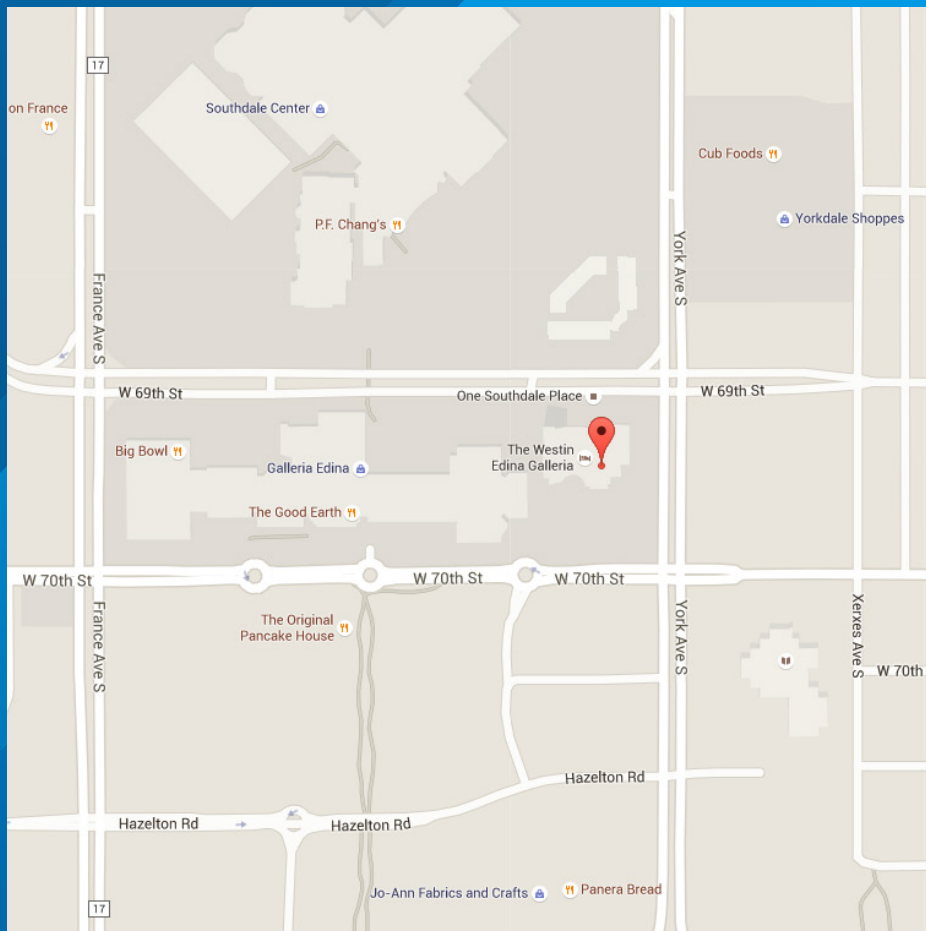 17
Southdale Center
on France
Cub Foods
P.F. Chang's
Yorkdale Shoppes
York Ave S
France Ave S
W 69th St
W 69th St
One Southdale Place
Big Bowl
The Westin
Edina Galleria
Galleria Edina
The Good Earth
W 70th St
W 70th St
W 70th St
The Original
Pancake House
France Ave S
York Ave S
Xerxes Ave S
W 70th
Hazelton Rd
Hazelton Rd
Hazelton Rd
Jo-Ann Fabrics and Crafts
Panera Bread
17